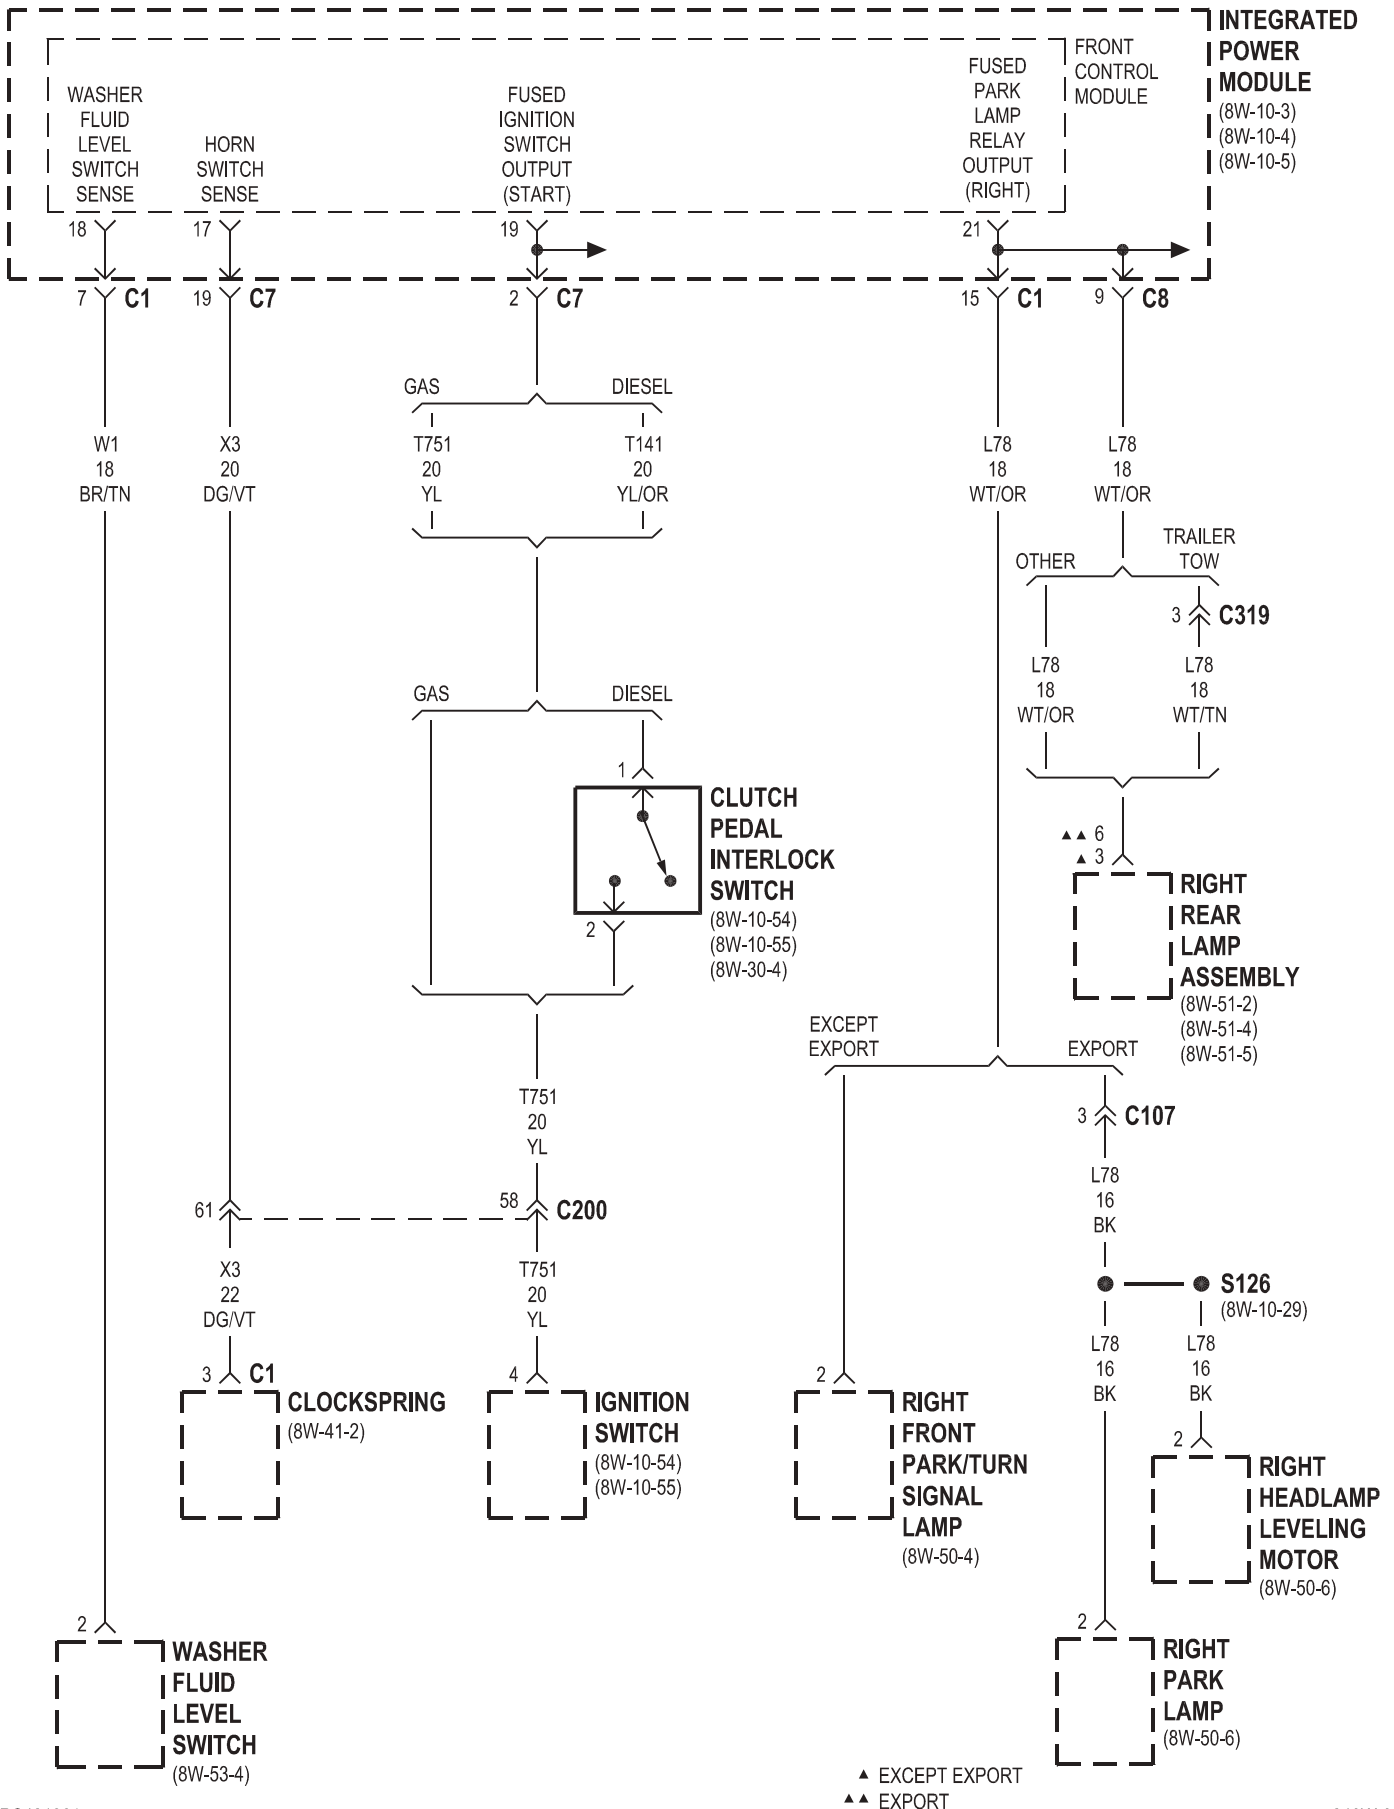 INTEGRATED
POWER
MODULE
(8W-10-3)
(8W-10-4)
(8W-10-5)
FRONT
CONTROL
MODULE
WASHER
FLUID
LEVEL
SWITCH
SENSE
HORN
SWITCH
SENSE
FUSED
IGNITION
SWITCH
OUTPUT
(START)
FUSED
PARK
LAMP
RELAY
OUTPUT
(RIGHT)
18
17
19
21
7 C1
19 C7
2 C7
15 C1
9 C8
GAS
DIESEL
W1
18
BR/TN
X3
20
DG/VT
T751
20
YL
T141
20
YL/OR
L78
18
WT/OR
L78
18
WT/OR
OTHER
TRAILER
TOW
3 C319
L78
18
WT/OR
L78
18
WT/TN
GAS
DIESEL
1
CLUTCH
PEDAL
INTERLOCK
SWITCH
(8W-10-54)
(8W-10-55)
(8W-30-4)
2
▲▲ 6
▲ 3
RIGHT
REAR
LAMP
ASSEMBLY
(8W-51-2)
(8W-51-4)
(8W-51-5)
EXCEPT
EXPORT
EXPORT
T751
20
YL
3 C107
L78
16
BK
61
58 C200
X3
22
DG/VT
T751
20
YL
S126
(8W-10-29)
L78
16
BK
L78
16
BK
3 C1
CLOCKSPRING
(8W-41-2)
4
IGNITION
SWITCH
(8W-10-54)
(8W-10-55)
2
RIGHT
FRONT
PARK/TURN
SIGNAL
LAMP
(8W-50-4)
2
RIGHT
HEADLAMP
LEVELING
MOTOR
(8W-50-6)
2
WASHER
FLUID
LEVEL
SWITCH
(8W-53-4)
2
RIGHT
PARK
LAMP
(8W-50-6)
▲ EXCEPT EXPORT
▲▲ EXPORT